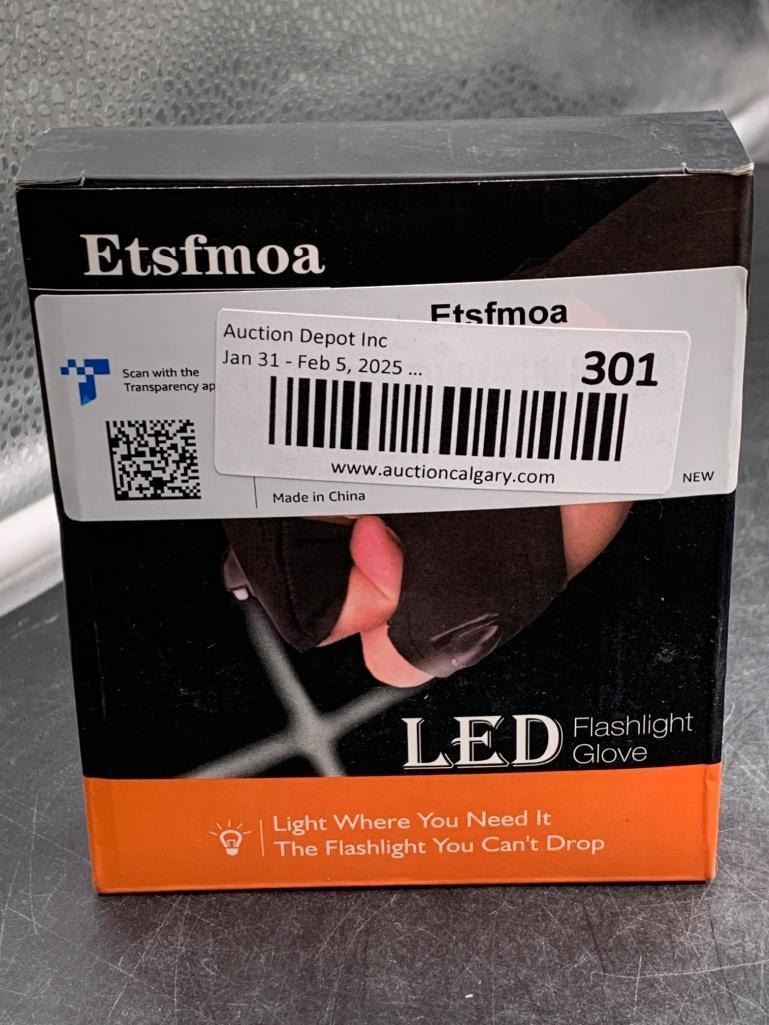 Etsfmoa
Etsfmoa
Auction Depot Inc
Jan 31 - Feb 5, 2025 ...
301
Scan with the
Transparency ap
www.auctioncalgary.com
Made in China
NEW
LED Flashlight
Glove
Light Where You Need It
The Flashlight You Can't Drop